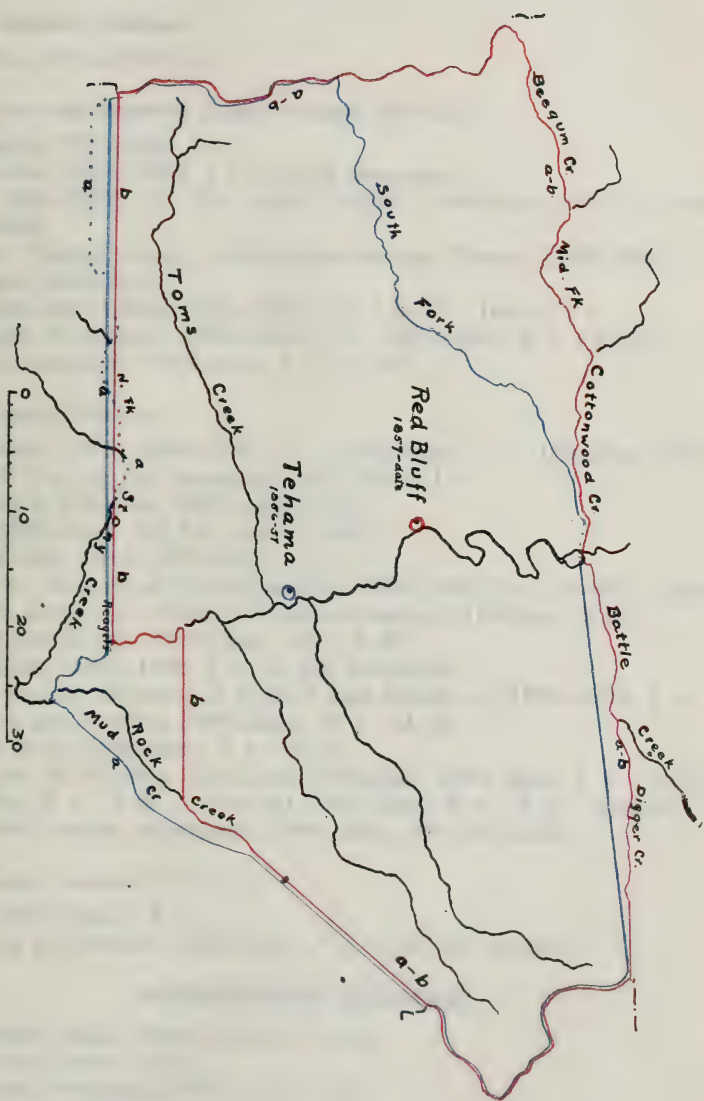 Beegum Cr.
a-b
Mid. Fk
Cottonwood Cr
Battle
Creek
a-b
Digger Cr.
a-b
South
Fork
Red Bluff
1857-date
Tehama
1856-57
Toms
Creek
b
a
N. Fk
a
a
Stony
Creek
b
b
Rock
Creek
Mud
Cr
a
a-b
0
10
20
30